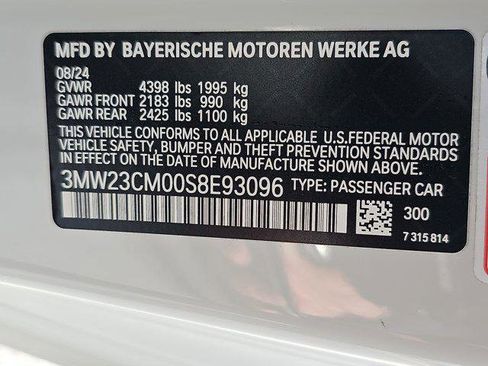 MFD BY BAYERISCHE MOTOREN WERKE AG
08/24
GVWR 4398 lbs 1995 kg
GAWR FRONT 2183 lbs 990 kg
GAWR REAR 2425 lbs 1100 kg
THIS VEHICLE CONFORMS TO ALL APPLICABLE U.S.FEDERAL MOTOR
VEHICLE SAFETY, BUMPER AND THEFT PREVENTION STANDARDS
IN EFFECT ON THE DATE OF MANUFACTURE SHOWN ABOVE.
3MW23CM00S8E93096 TYPE: PASSENGER CAR
300
7 315 814